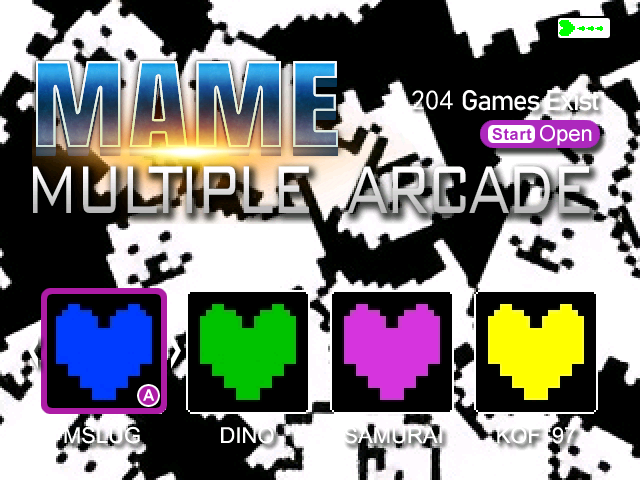 MAME
204 Games Exist
Start Open
MULTIPLE ARCADE
A
MSLUG
DINO
SAMURAI
KOF '97